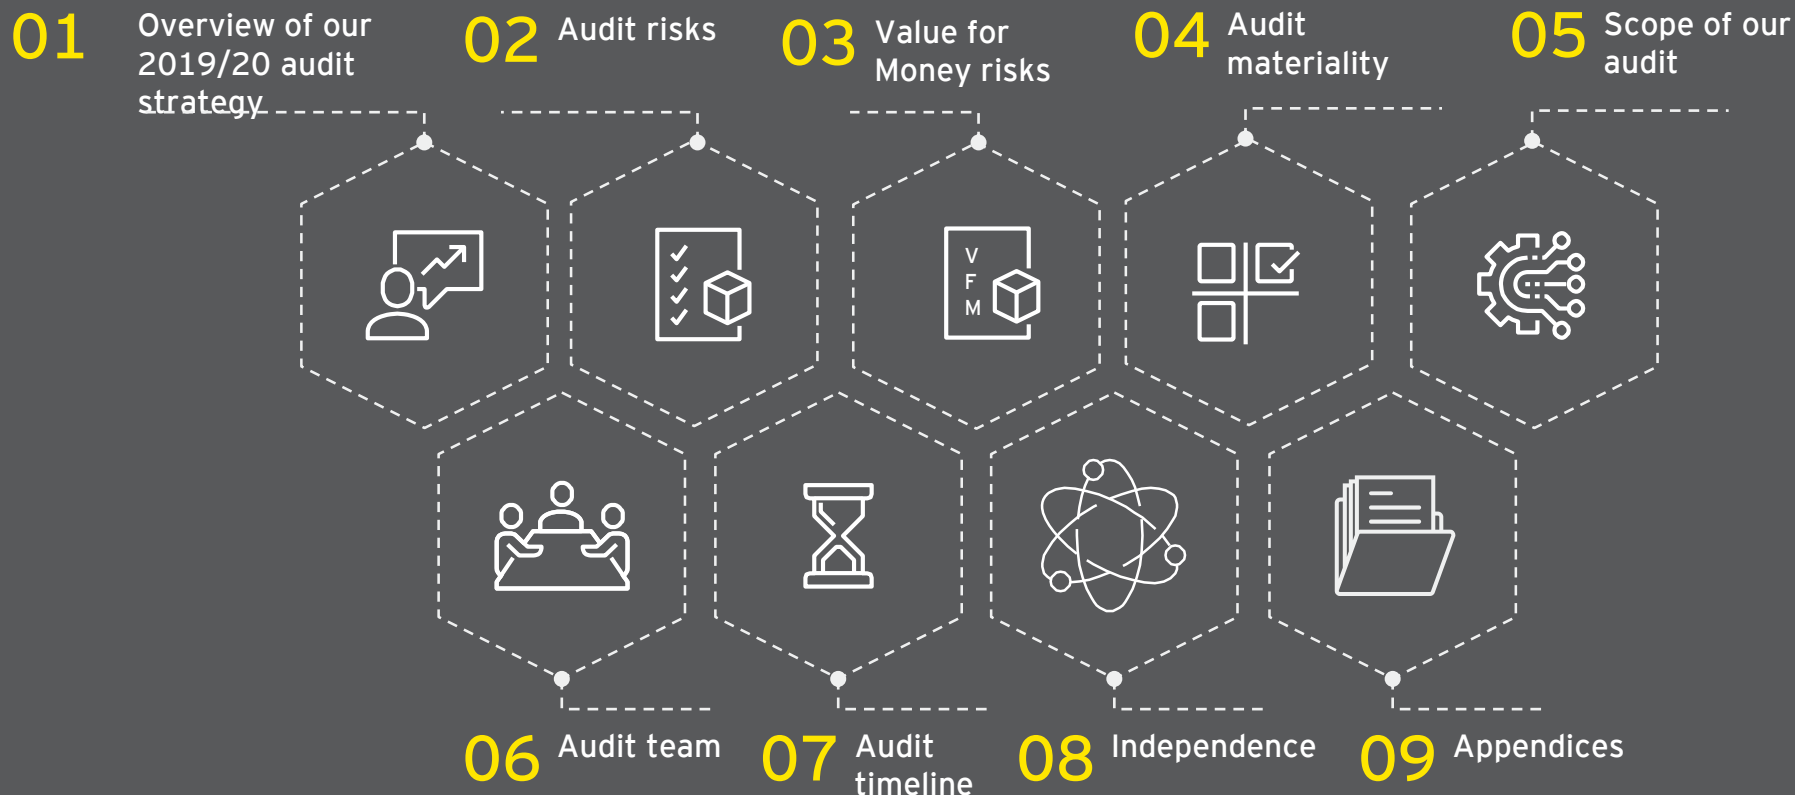 01 Overview of our
2019/20 audit
strategy
02 Audit risks
03 Value for
Money risks
04 Audit
materiality
05 Scope of our
audit
V
F
M
06 Audit team
07 Audit
timeline
08 Independence
09 Appendices